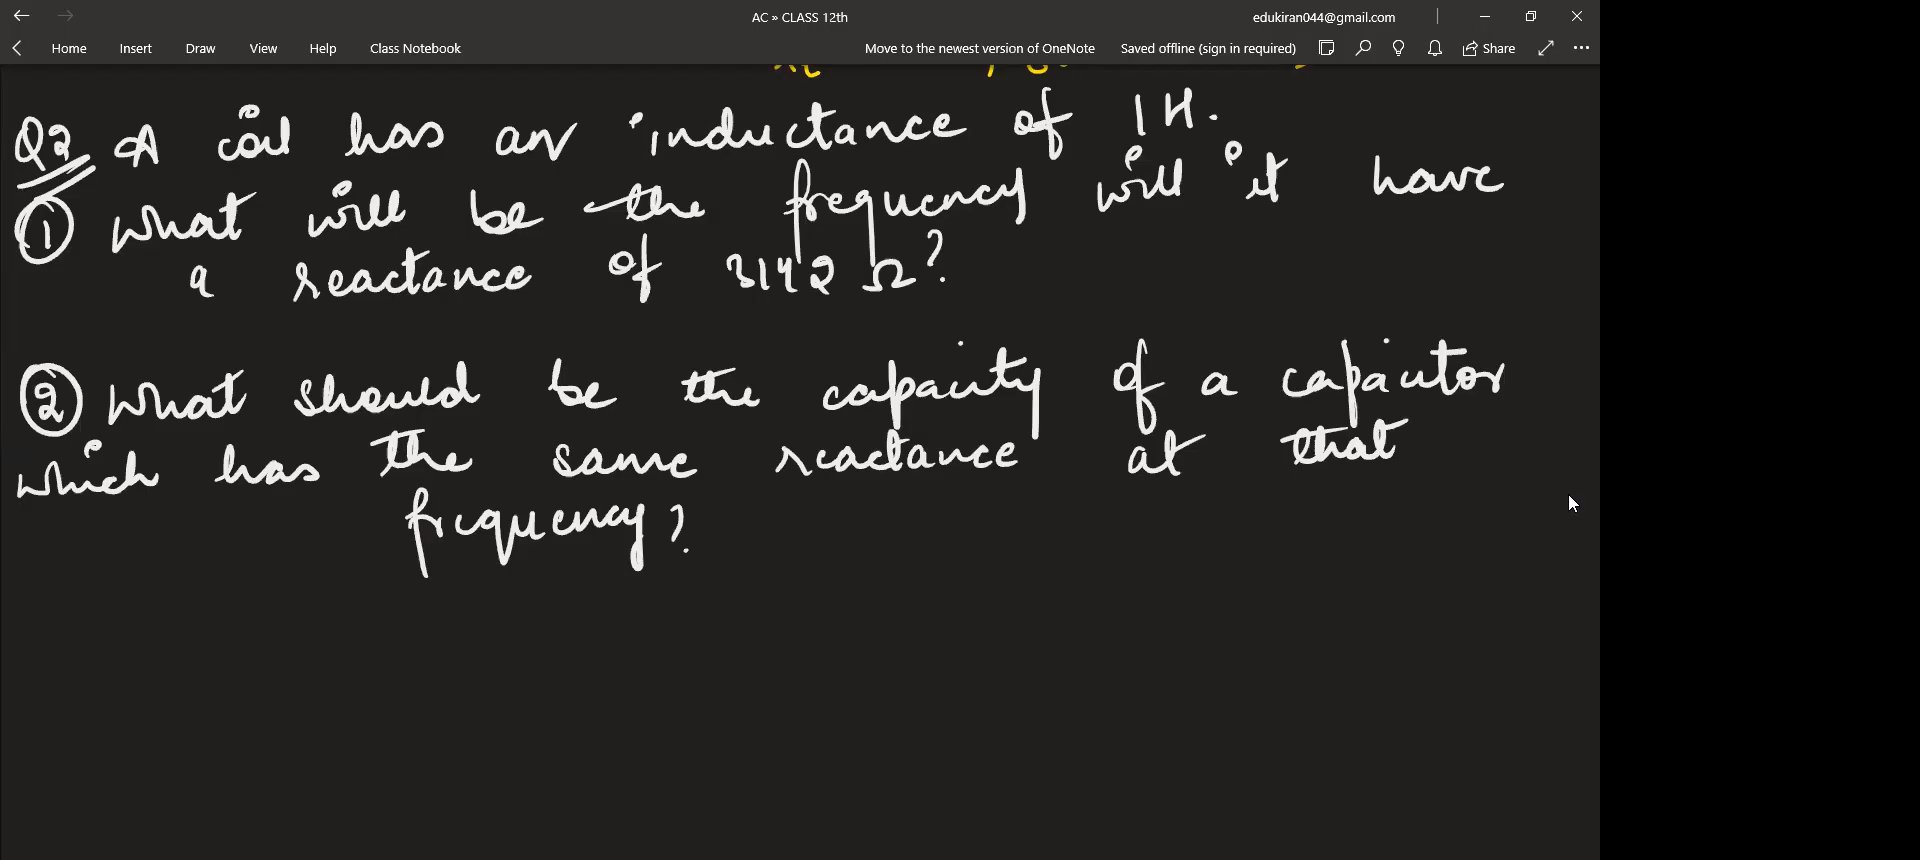 AC » CLASS 12th
edukiran044@gmail.com
Home Insert Draw View Help Class Notebook Move to the newest version of OneNote Saved offline (sign in required) Share
Q2 A coil has an inductance of 1H.
① What will be the frequency will it have
a reactance of 3142 Ω?
② What should be the capacity of a capacitor
which has the same reactance at that
frequency?